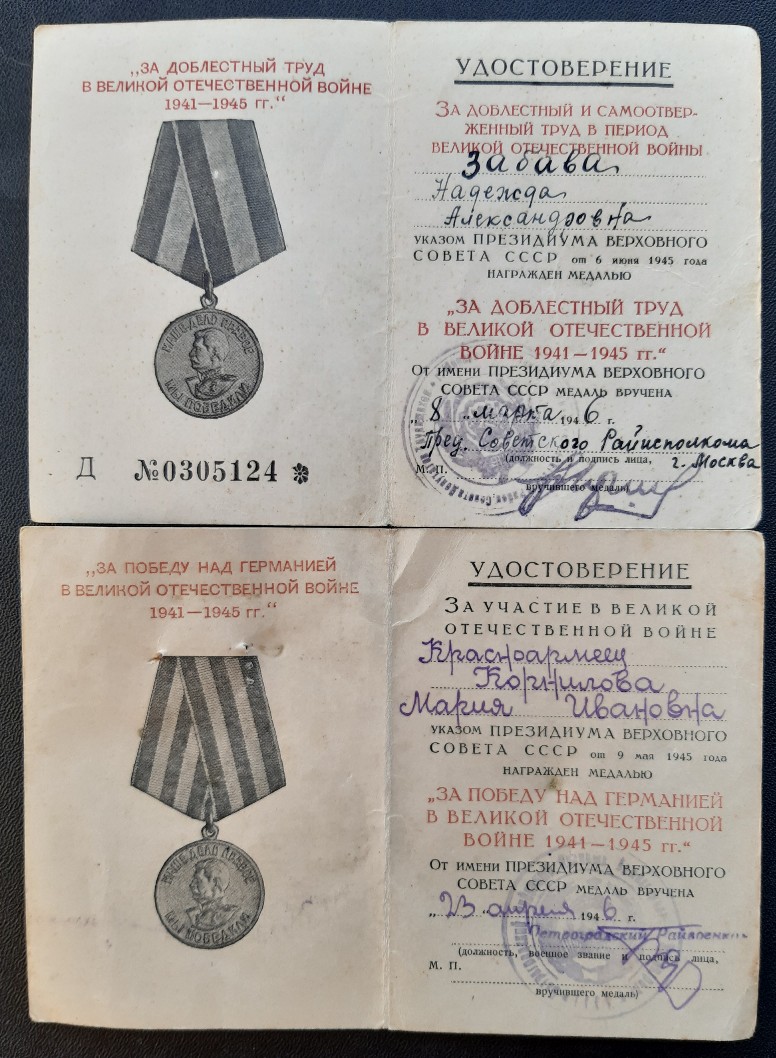 „ЗА ДОБЛЕСТНЫЙ ТРУД
В ВЕЛИКОЙ ОТЕЧЕСТВЕННОЙ ВОЙНЕ
1941—1945 гг.“
НАШЕ ДЕЛО ПРАВОЕ
МЫ ПОБЕДИЛИ
Д №0305124
УДОСТОВЕРЕНИЕ
ЗА ДОБЛЕСТНЫЙ И САМООТВЕР-
ЖЕННЫЙ ТРУД В ПЕРИОД
ВЕЛИКОЙ ОТЕЧЕСТВЕННОЙ ВОЙНЫ
Забава
Надежда
Александровна
УКАЗОМ ПРЕЗИДИУМА ВЕРХОВНОГО
СОВЕТА СССР от 6 июня 1945 года
НАГРАЖДЕН МЕДАЛЬЮ
„ЗА ДОБЛЕСТНЫЙ ТРУД
В ВЕЛИКОЙ ОТЕЧЕСТВЕННОЙ
ВОЙНЕ 1941—1945 гг.“
От имени ПРЕЗИДИУМА ВЕРХОВНОГО
СОВЕТА СССР МЕДАЛЬ ВРУЧЕНА
„8 „ марта 1946 г.
Пред. Советского Райисполкома
(должность и подпись лица, г. Москва
М. П.
вручившего медаль)
„ЗА ПОБЕДУ НАД ГЕРМАНИЕЙ
В ВЕЛИКОЙ ОТЕЧЕСТВЕННОЙ ВОЙНЕ
1941—1945 гг.“
НАШЕ ДЕЛО ПРАВОЕ
МЫ ПОБЕДИЛИ
УДОСТОВЕРЕНИЕ
ЗА УЧАСТИЕ В ВЕЛИКОЙ
ОТЕЧЕСТВЕННОЙ ВОЙНЕ
Красноармеец
Корнилова
Мария Ивановна
УКАЗОМ ПРЕЗИДИУМА ВЕРХОВНОГО
СОВЕТА СССР от 9 мая 1945 года
НАГРАЖДЕН МЕДАЛЬЮ
„ЗА ПОБЕДУ НАД ГЕРМАНИЕЙ
В ВЕЛИКОЙ ОТЕЧЕСТВЕННОЙ
ВОЙНЕ 1941—1945 гг.“
От имени ПРЕЗИДИУМА ВЕРХОВНОГО
СОВЕТА СССР МЕДАЛЬ ВРУЧЕНА
„23 апреля 1946 г.
Петроградский Райвоенком
(должность, военное звание и подпись лица,
М. П.
вручившего медаль)